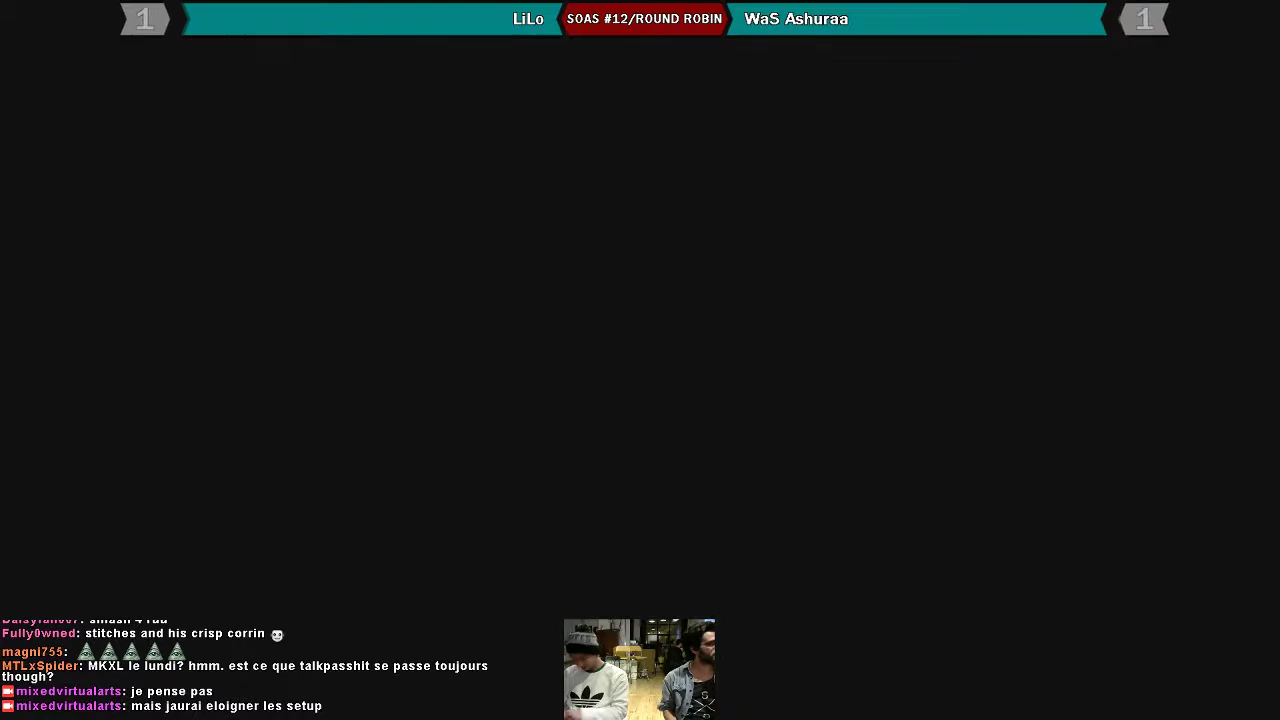 1
LiLo
SOAS #12/ROUND ROBIN
WaS Ashuraa
1
Fully0wned: stitches and his crisp corrin
magni755:
MTLxSpider: MKXL le lundi? hmm. est ce que talkpasshit se passe toujours
though?
mixedvirtualarts: je pense pas
mixedvirtualarts: mais jaurai eloigner les setup